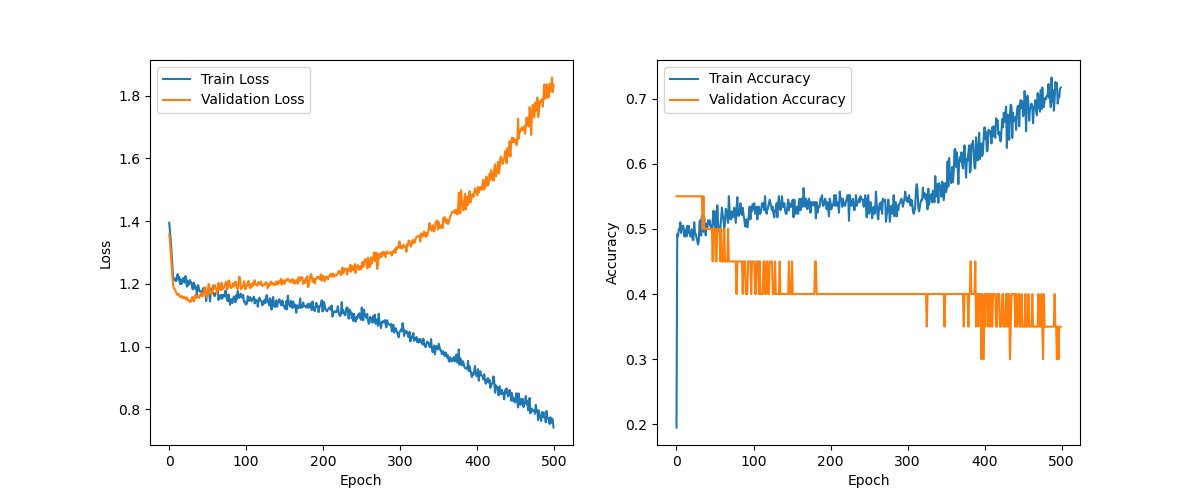 Train Loss
Validation Loss
1.8
1.6
1.4
1.2
1.0
0.8
Loss
0 100 200 300 400 500
Epoch
Train Accuracy
Validation Accuracy
0.7
0.6
0.5
0.4
0.3
0.2
Accuracy
0 100 200 300 400 500
Epoch